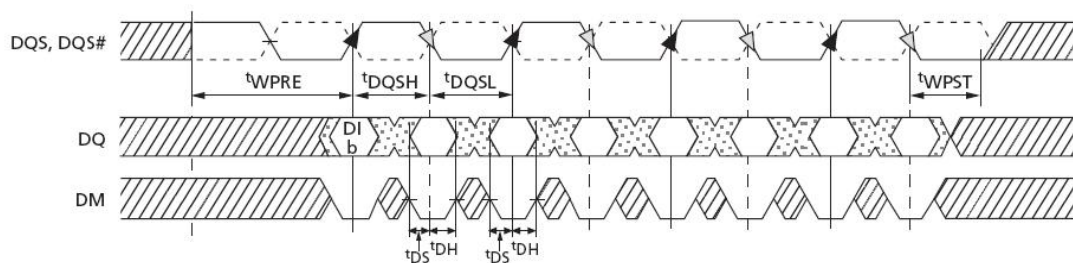 DQS, DQS#
tWPRE tDQSH tDQSL tWPST
DQ
DI
b
DM
tDS tDH tDS tDH